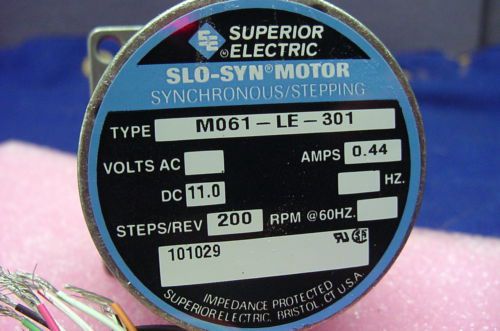 SUPERIOR
ELECTRIC
SLO-SYN® MOTOR
SYNCHRONOUS/STEPPING
TYPE M061-LE-301
VOLTS AC AMPS 0.44
DC 11.0 HZ.
STEPS/REV 200 RPM @ 60HZ.
101029
IMPEDANCE PROTECTED
SUPERIOR ELECTRIC, BRISTOL, CT U.S.A.